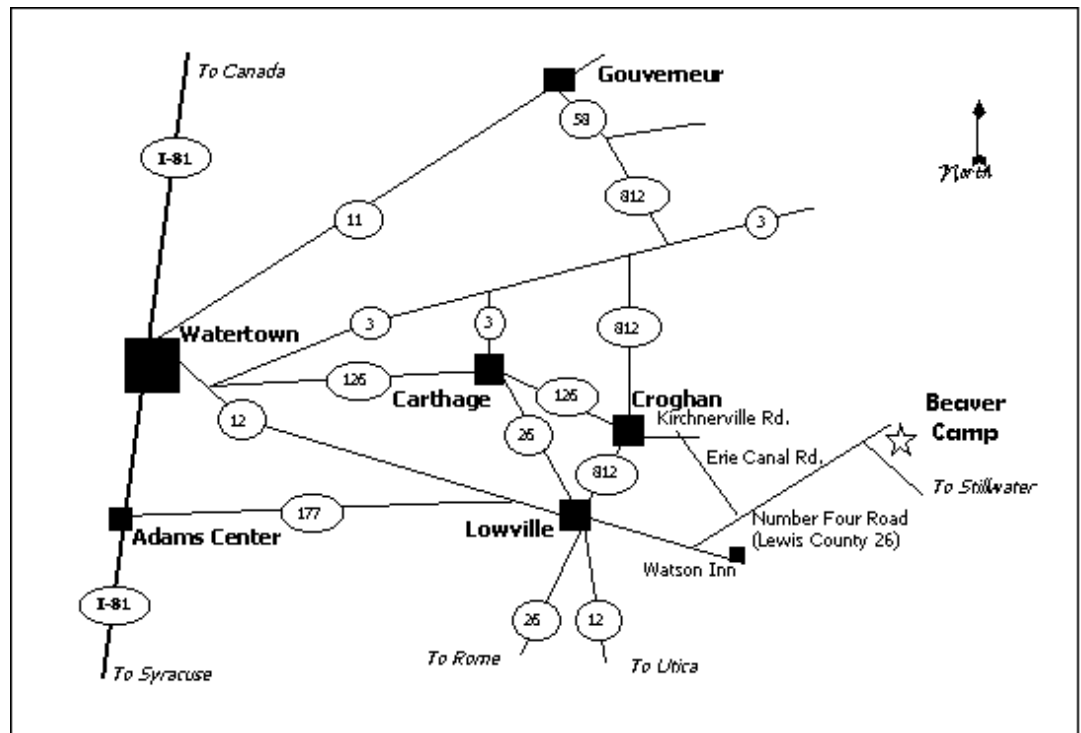 To Canada
Gouverneur
58
I-81
North
812
11
3
3
3
812
Watertown
126
Carthage
126
Croghan
Kirchnerville Rd.
Beaver
Camp
12
26
Erie Canal Rd.
812
To Stillwater
177
Adams Center
Lowville
Number Four Road
(Lewis County 26)
Watson Inn
I-81
26
12
To Rome
To Utica
To Syracuse